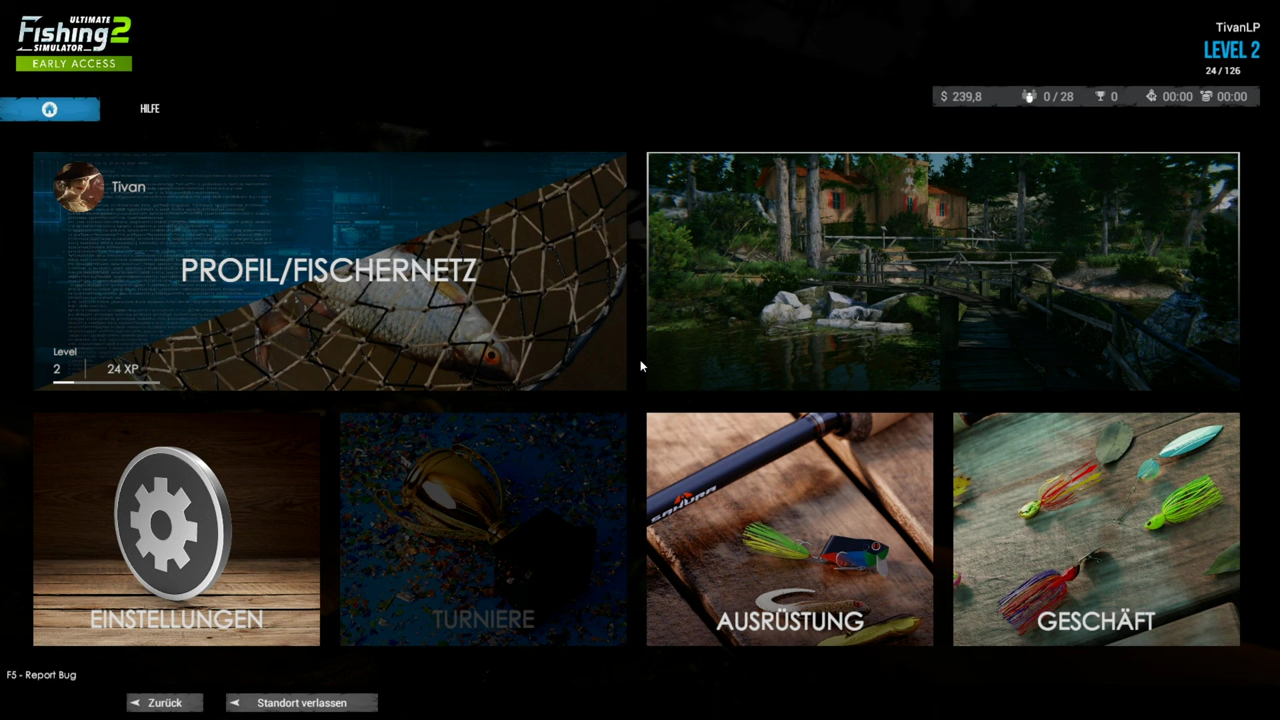 ULTIMATE
Fishing 2
SIMULATOR
EARLY ACCESS
TivanLP
LEVEL 2
24 / 126
$ 239,8 0 / 28 0 00:00 00:00
HILFE
Tivan
PROFIL/FISCHERNETZ
Level
2 24 XP
SAKURA
EINSTELLUNGEN
TURNIERE
AUSRÜSTUNG
GESCHÄFT
F5 - Report Bug
Zurück
Standort verlassen